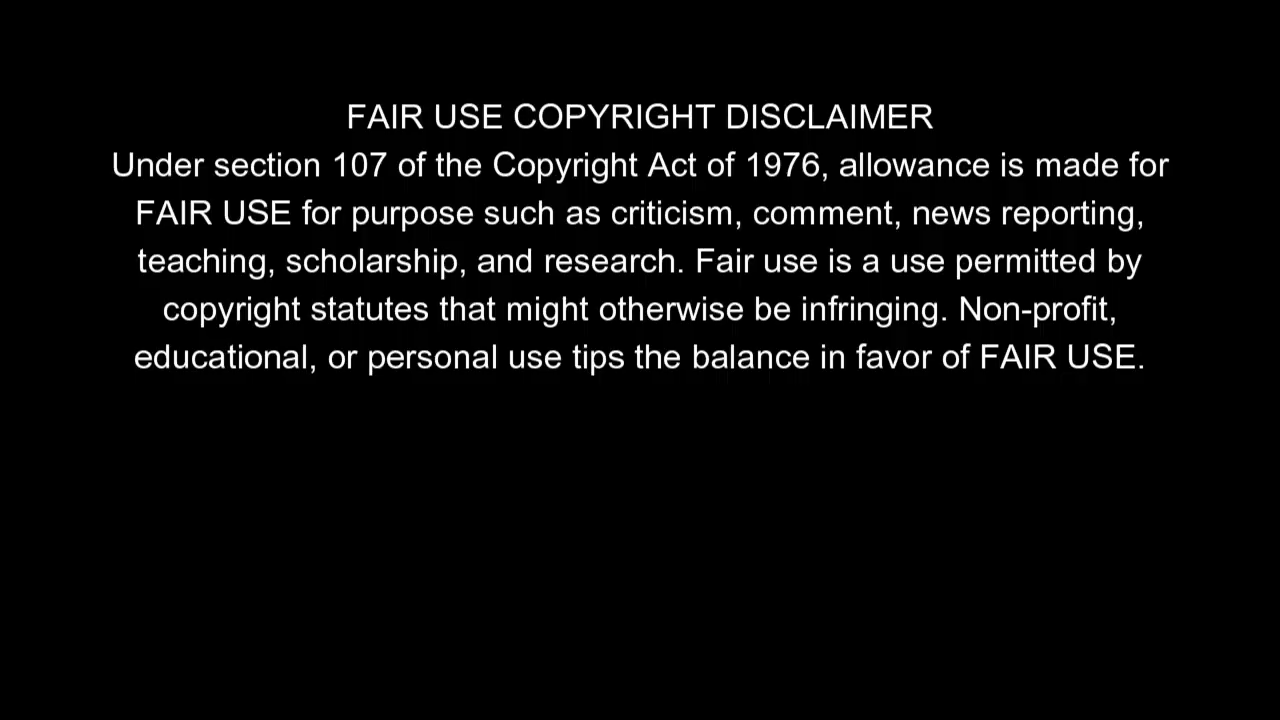 FAIR USE COPYRIGHT DISCLAIMER
Under section 107 of the Copyright Act of 1976, allowance is made for
FAIR USE for purpose such as criticism, comment, news reporting,
teaching, scholarship, and research. Fair use is a use permitted by
copyright statutes that might otherwise be infringing. Non-profit,
educational, or personal use tips the balance in favor of FAIR USE.